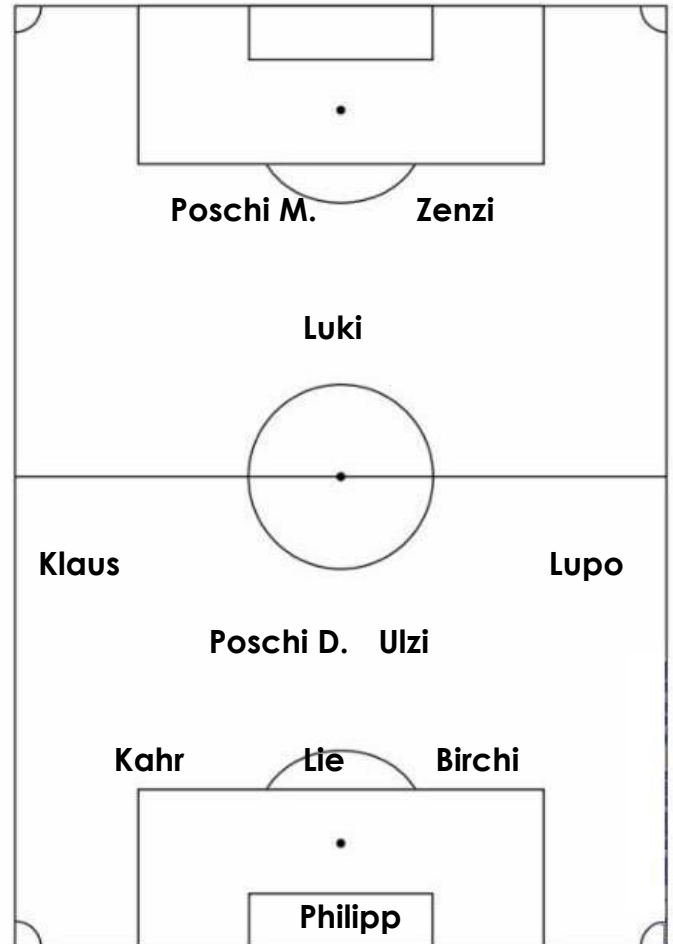 Poschi M. Zenzi
Luki
Klaus Lupo
Poschi D. Ulzi
Kahr Lie Birchi
Philipp